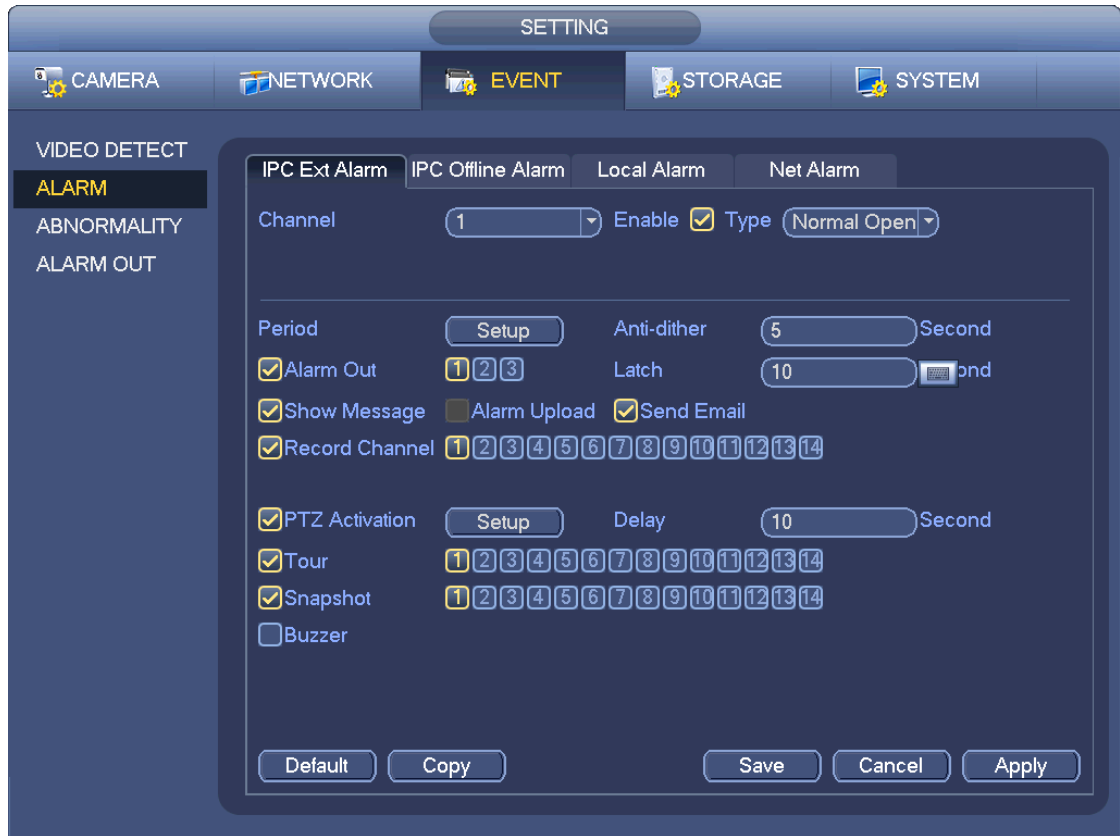 SETTING
CAMERA NETWORK EVENT STORAGE SYSTEM
VIDEO DETECT
ALARM
ABNORMALITY
ALARM OUT
IPC Ext Alarm IPC Offline Alarm Local Alarm Net Alarm
Channel 1 Enable Type Normal Open
Period Setup Anti-dither 5 Second
Alarm Out 1 2 3 Latch 10 ond
Show Message Alarm Upload Send Email
Record Channel 1 2 3 4 5 6 7 8 9 10 11 12 13 14
PTZ Activation Setup Delay 10 Second
Tour 1 2 3 4 5 6 7 8 9 10 11 12 13 14
Snapshot 1 2 3 4 5 6 7 8 9 10 11 12 13 14
Buzzer
Default Copy Save Cancel Apply